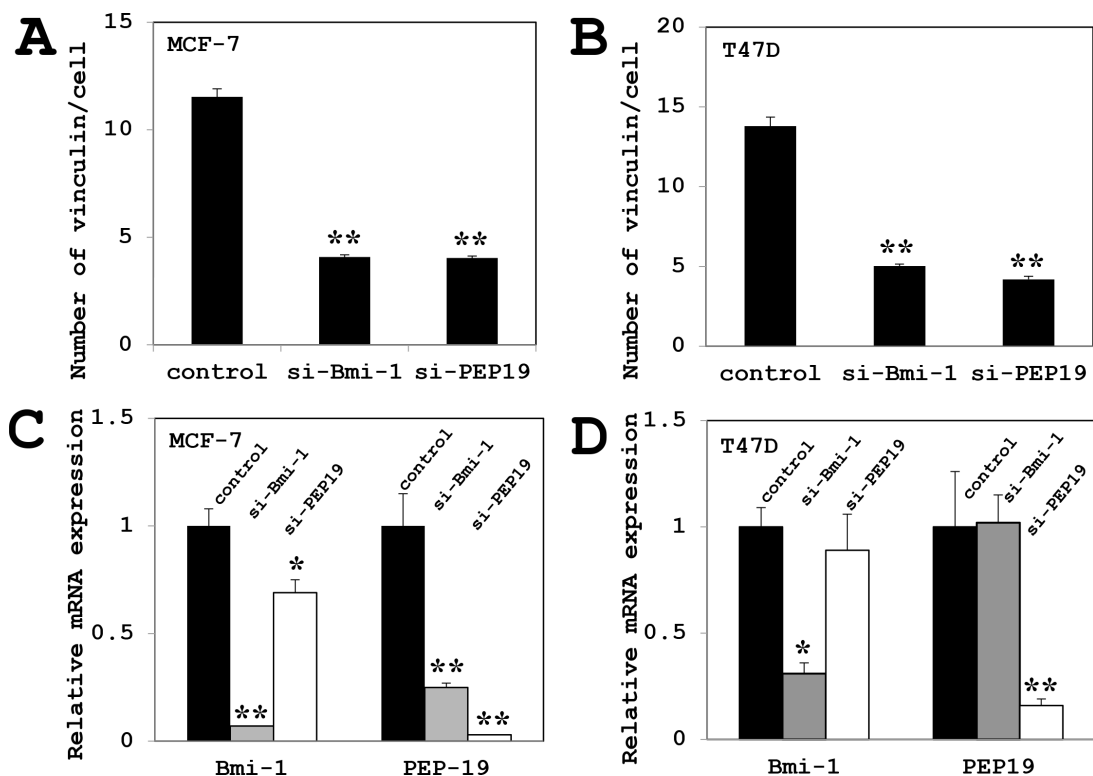 A
Number of vinculin/cell
15
10
5
0
MCF-7
**
**
control si-Bmi-1 si-PEP19
B
Number of vinculin/cell
20
15
10
5
0
T47D
**
**
control si-Bmi-1 si-PEP19
C
Relative mRNA expression
1.5
1
0.5
0
MCF-7
control
si-Bmi-1
si-PEP19
control
si-Bmi-1
si-PEP19
**
*
**
**
Bmi-1 PEP-19
D
Relative mRNA expression
1.5
1
0.5
0
T47D
control
si-Bmi-1
si-PEP19
control
si-Bmi-1
si-PEP19
*
**
Bmi-1 PEP19